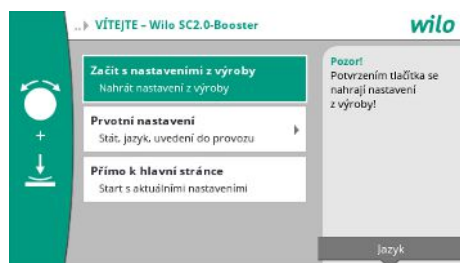 ..▸ VÍTEJTE – Wilo SC2.0-Booster
wilo
Začít s nastaveními z výroby
Nahrát nastavení z výroby
Prvotní nastavení
Stát, jazyk, uvedení do provozu
Přímo k hlavní stránce
Start s aktuálními nastaveními
Pozor!
Potvrzením tlačítka se
nahrají nastavení
z výroby!
+
Jazyk